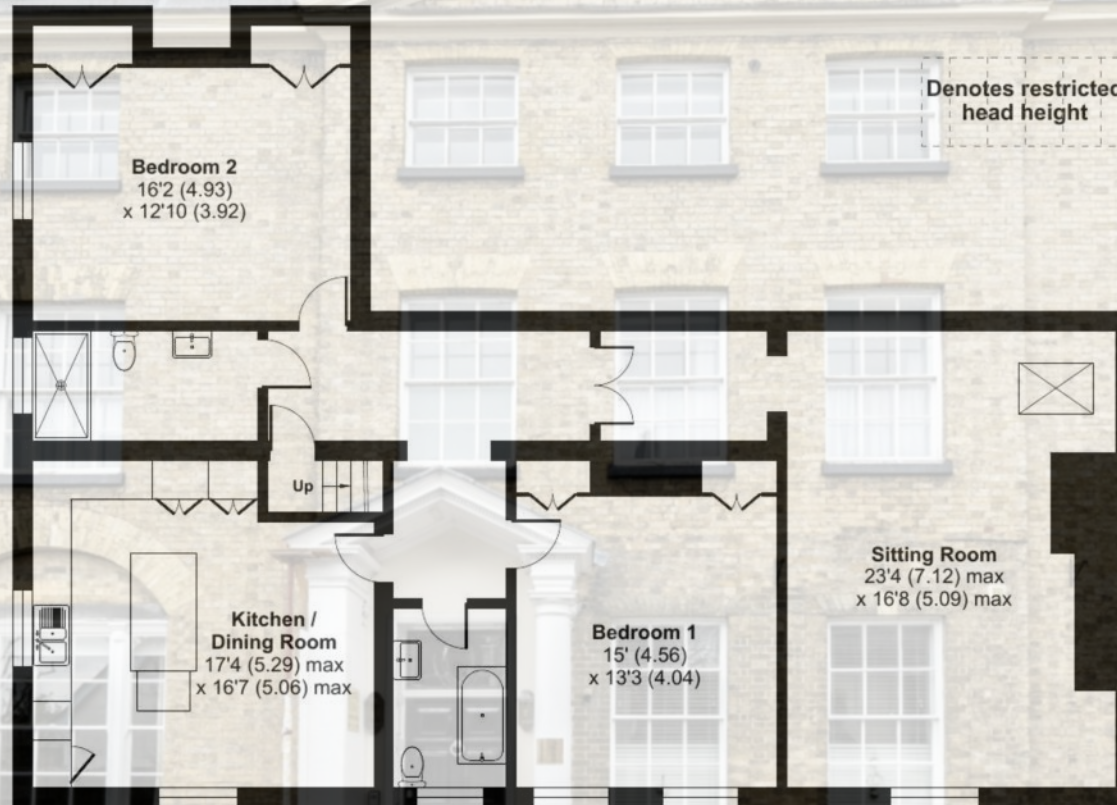 Denotes restricted
head height
Bedroom 2
16'2 (4.93)
x 12'10 (3.92)
Up
Kitchen /
Dining Room
17'4 (5.29) max
x 16'7 (5.06) max
Bedroom 1
15' (4.56)
x 13'3 (4.04)
Sitting Room
23'4 (7.12) max
x 16'8 (5.09) max